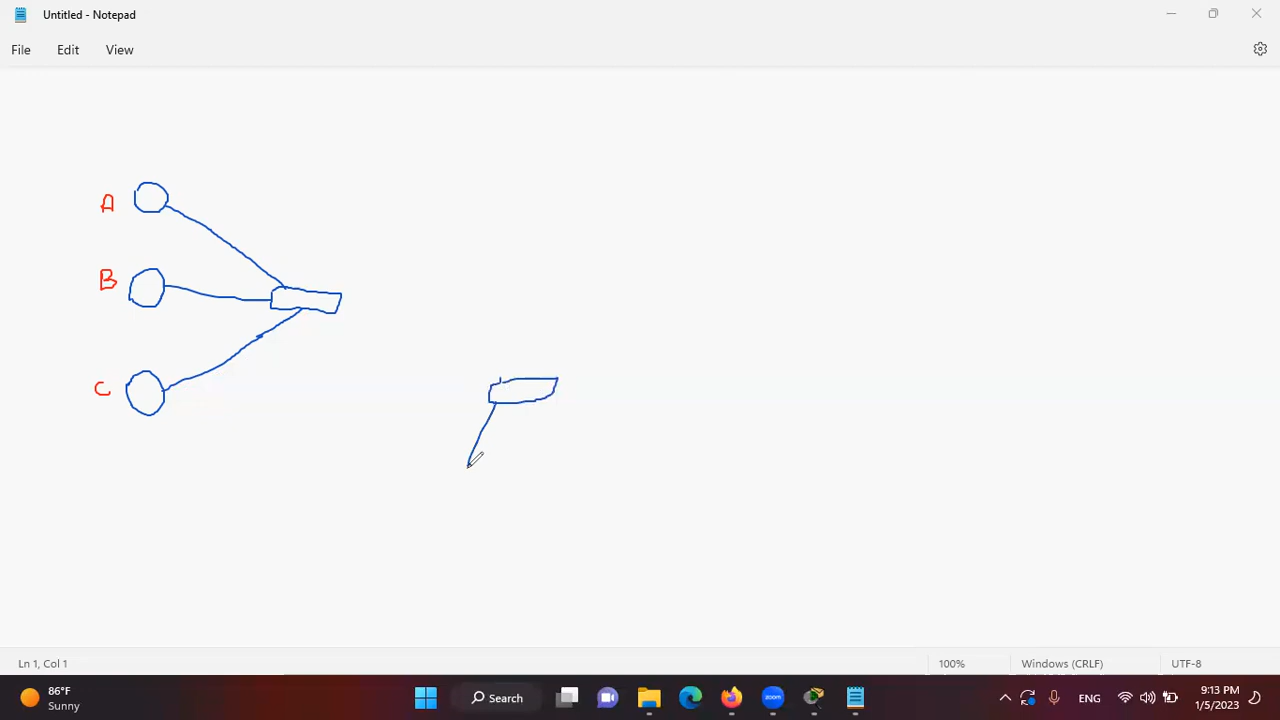 Untitled - Notepad
File Edit View
A
B
C
Ln 1, Col 1
100%
Windows (CRLF)
UTF-8
86°F
Sunny
Search
zoom
ENG
9:13 PM
1/5/2023